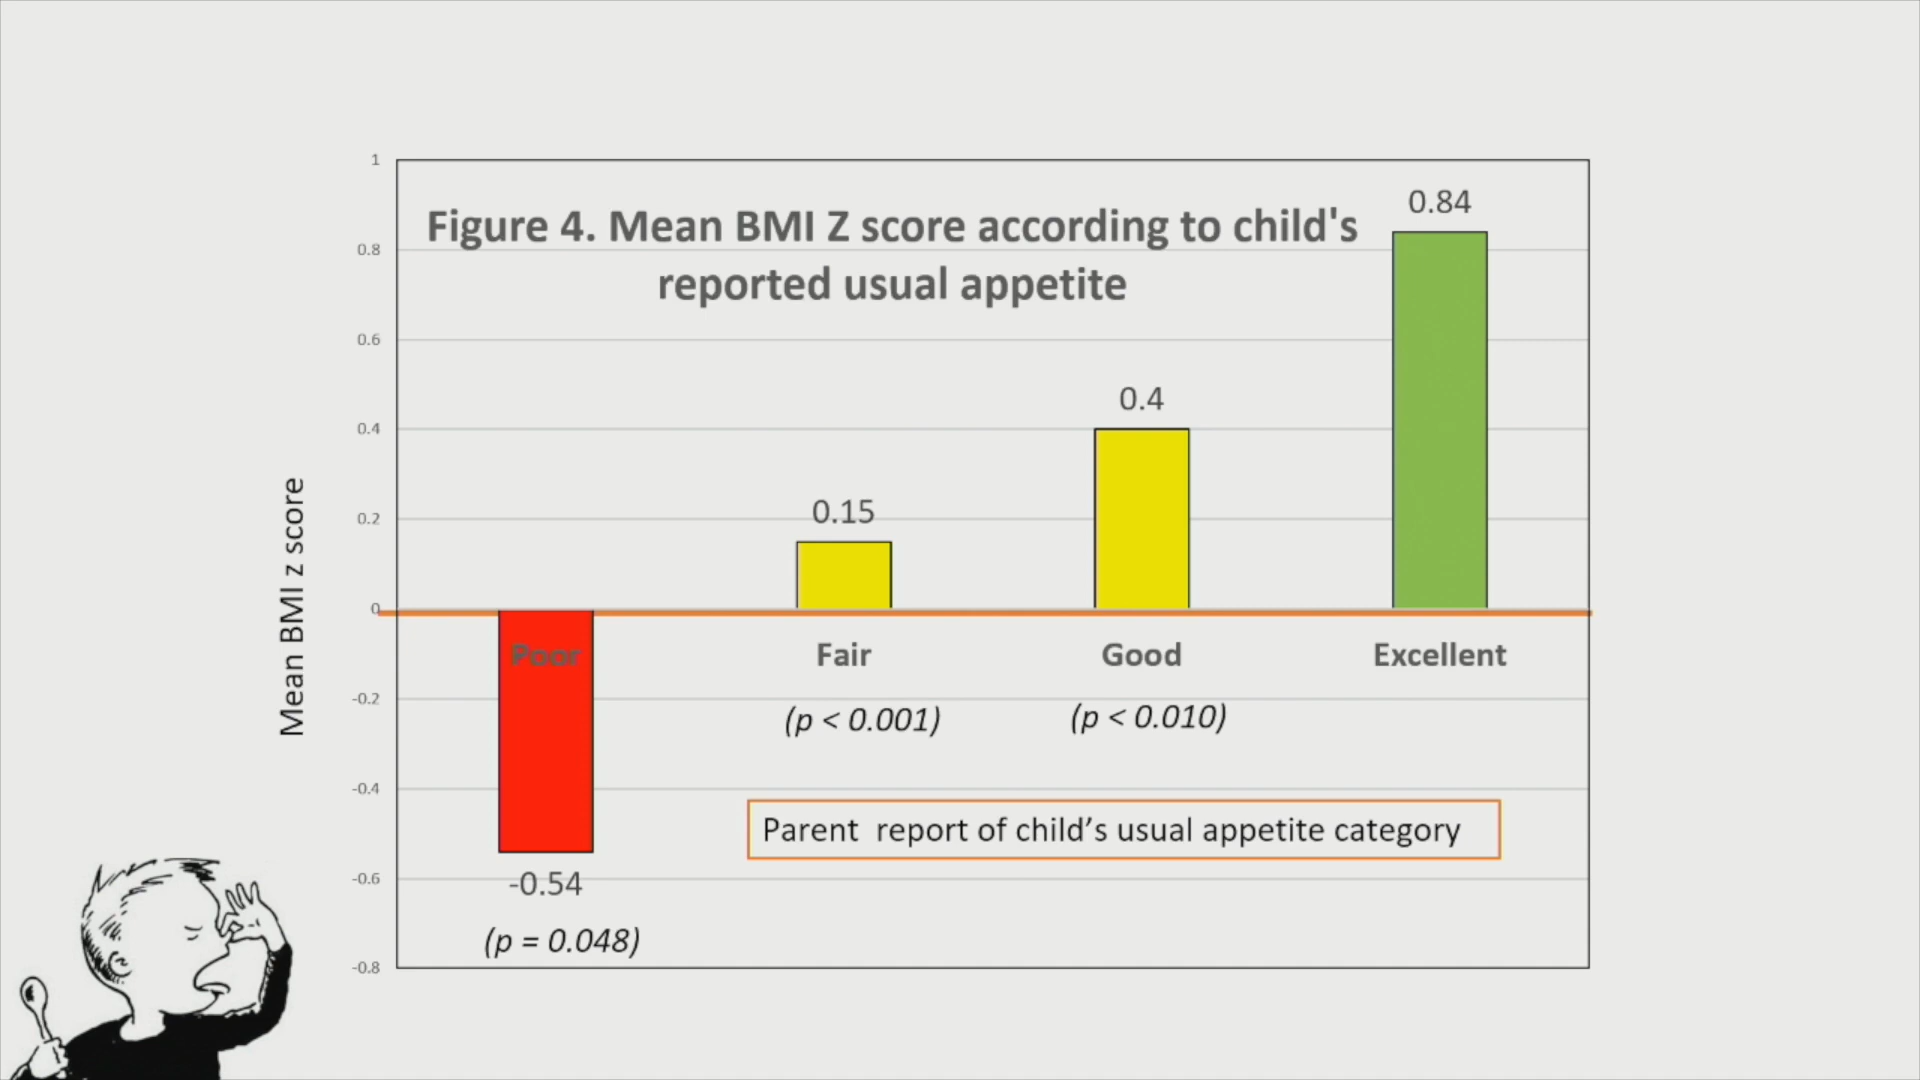 Figure 4. Mean BMI Z score according to child's
reported usual appetite
Mean BMI z score
1
0.8
0.6
0.4
0.2
0
-0.2
-0.4
-0.6
-0.8
0.84
0.4
0.15
-0.54
Poor
Fair
Good
Excellent
(p < 0.001)
(p < 0.010)
(p = 0.048)
Parent  report of child’s usual appetite category